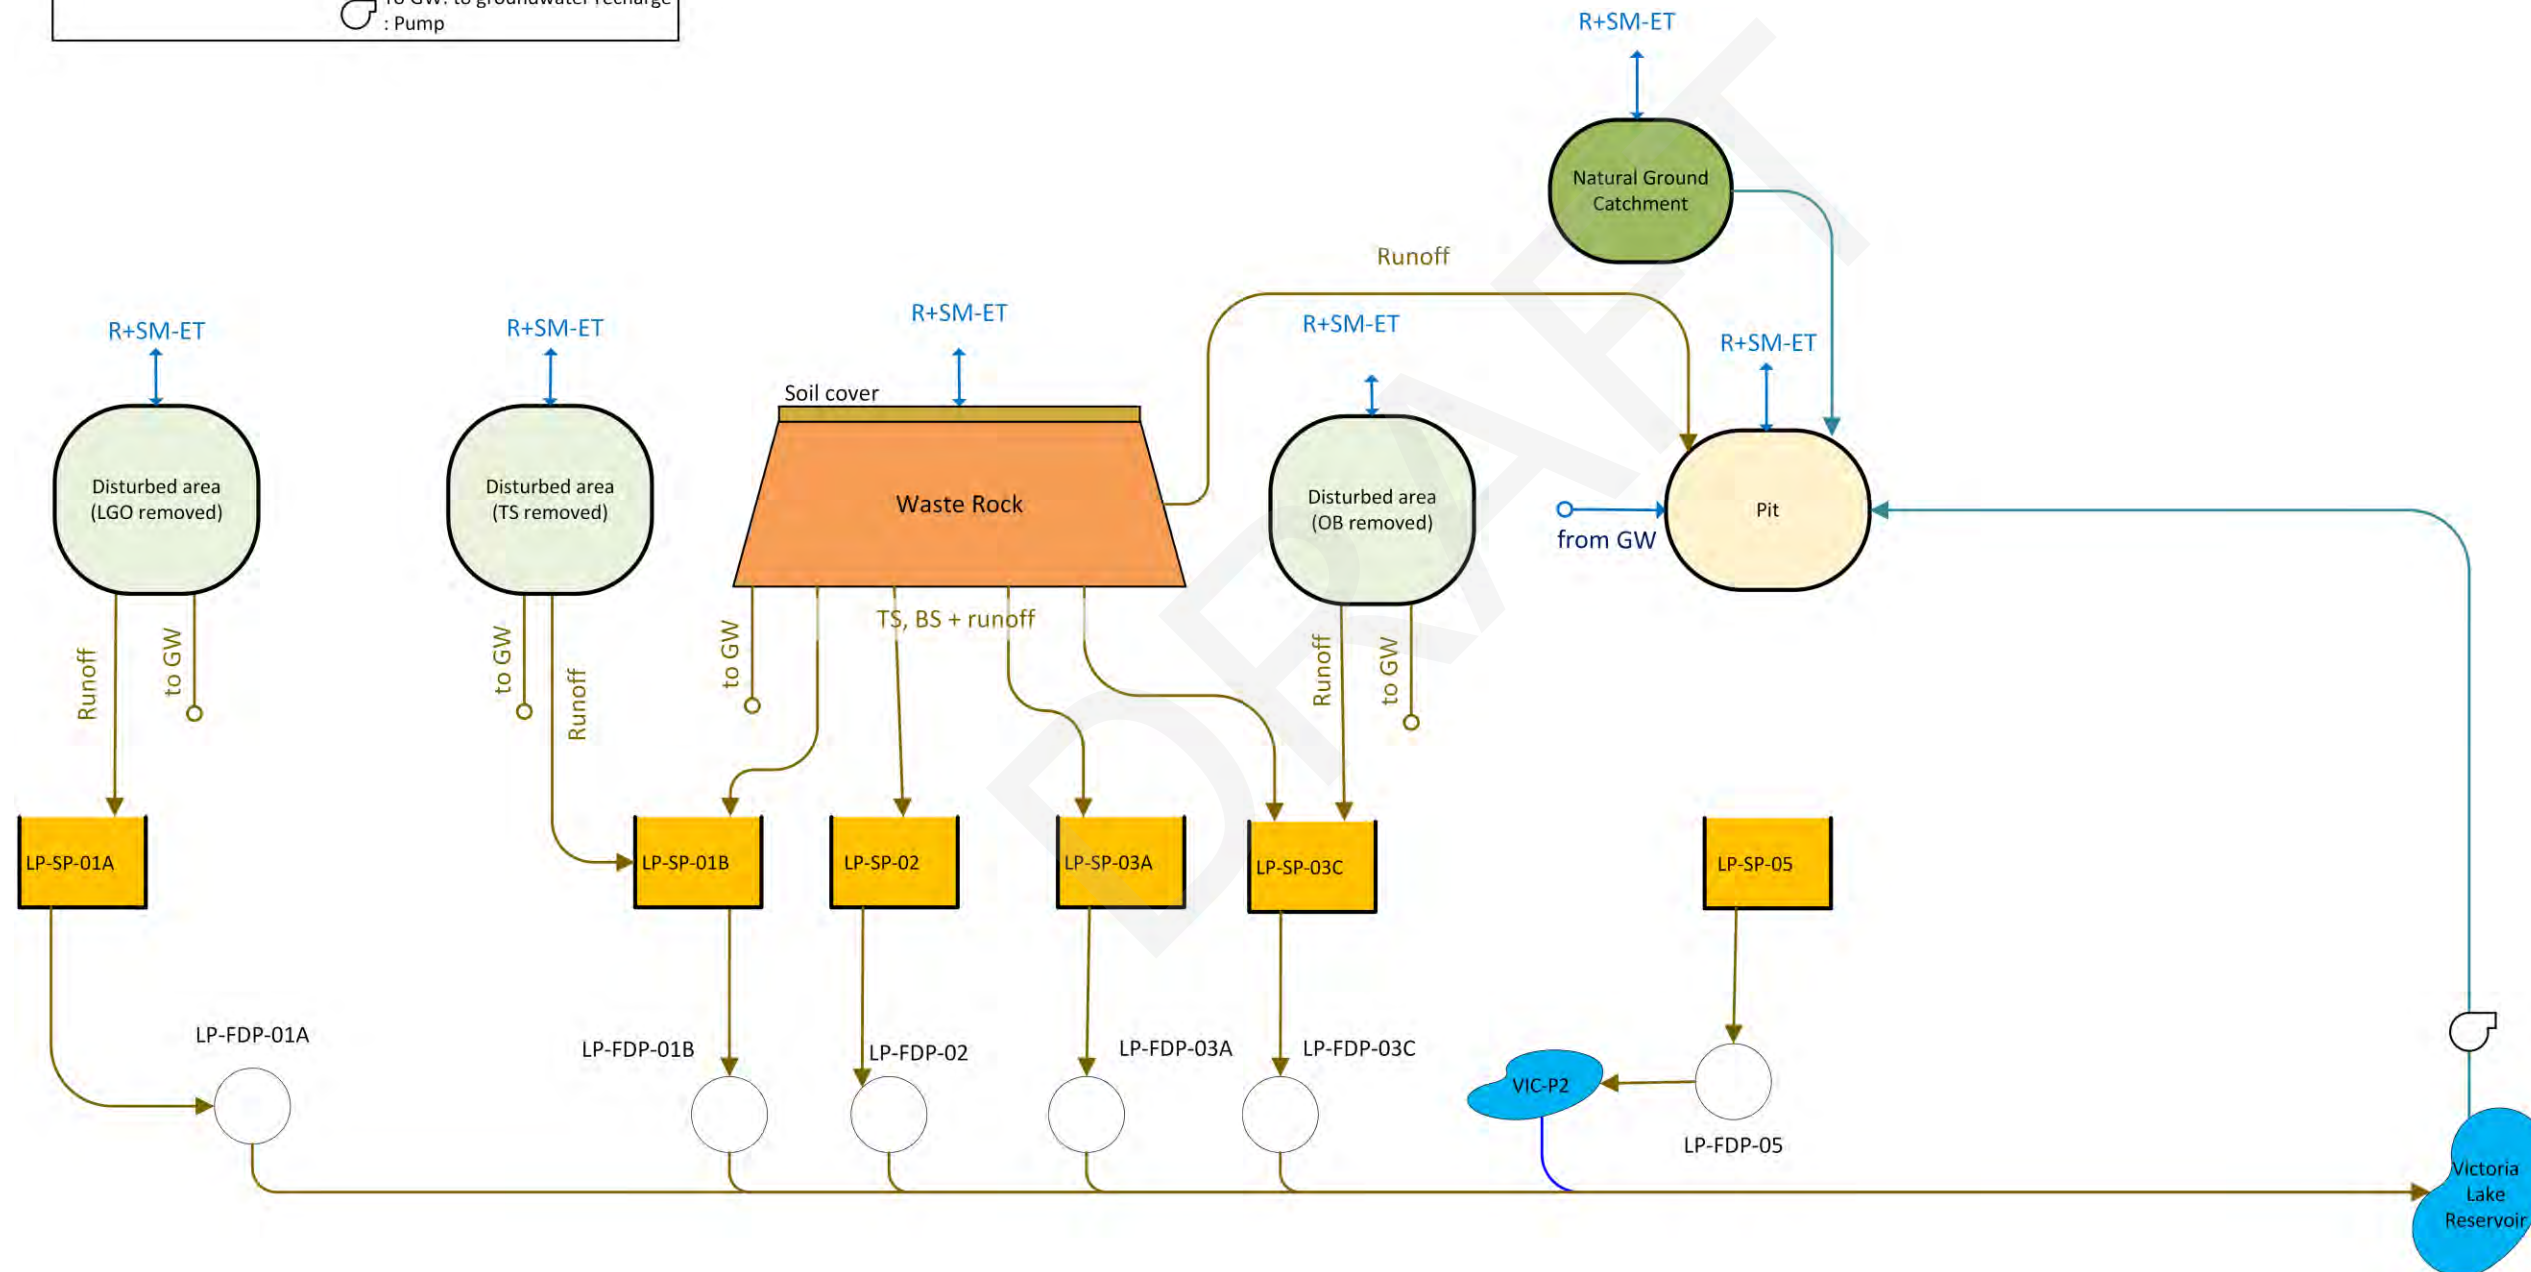 To GW: to groundwater recharge
: Pump
R+SM-ET
Natural Ground
Catchment
Runoff
R+SM-ET
R+SM-ET
R+SM-ET
R+SM-ET
R+SM-ET
Soil cover
Disturbed area
(LGO removed)
Disturbed area
(TS removed)
Waste Rock
Disturbed area
(OB removed)
Pit
from GW
TS, BS + runoff
Runoff
to GW
to GW
Runoff
to GW
Runoff
to GW
LP-SP-01A
LP-SP-01B
LP-SP-02
LP-SP-03A
LP-SP-03C
LP-SP-05
LP-FDP-01A
LP-FDP-01B
LP-FDP-02
LP-FDP-03A
LP-FDP-03C
VIC-P2
LP-FDP-05
Victoria
Lake
Reservoir
DRAFT